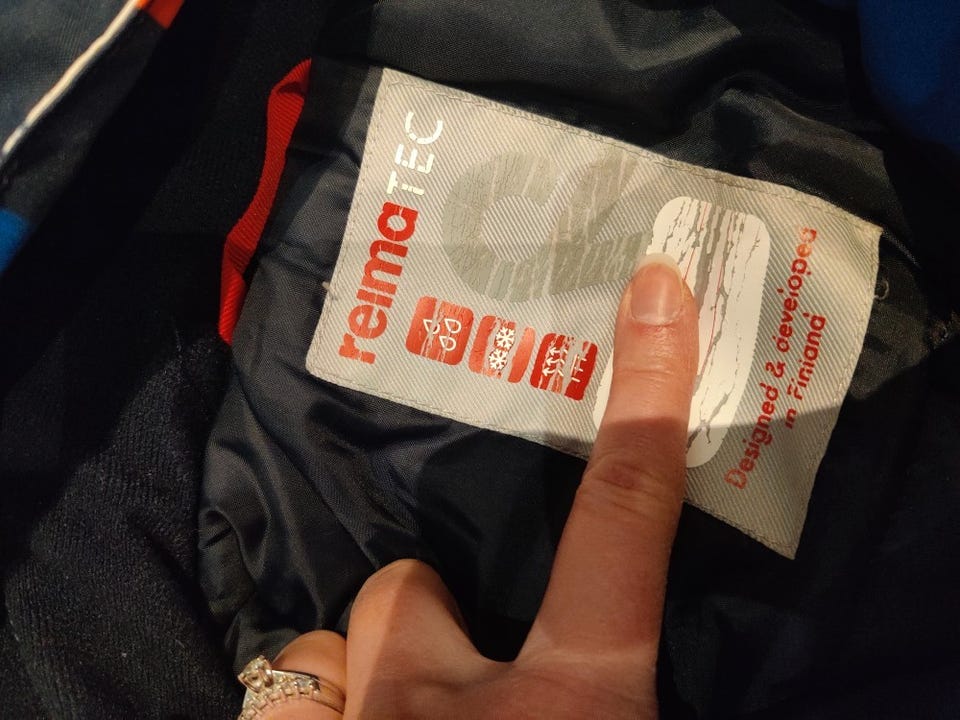 reimaTEC
Designed & developed
in Finland